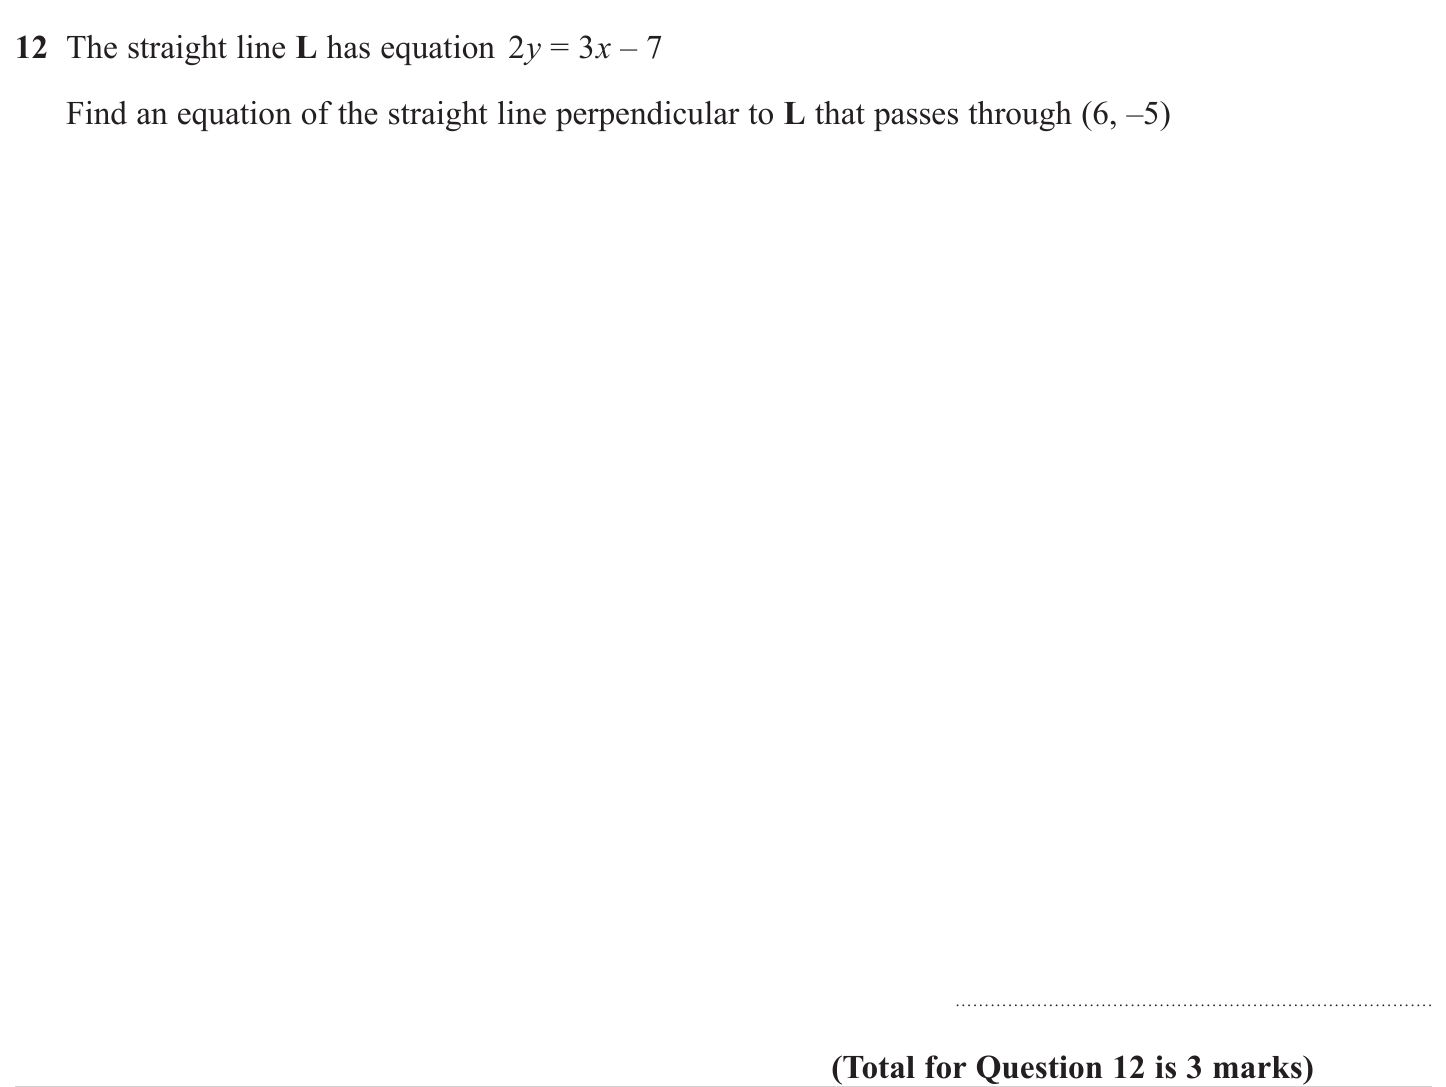 12 The straight line L has equation 2y = 3x – 7
Find an equation of the straight line perpendicular to L that passes through (6, –5)
(Total for Question 12 is 3 marks)